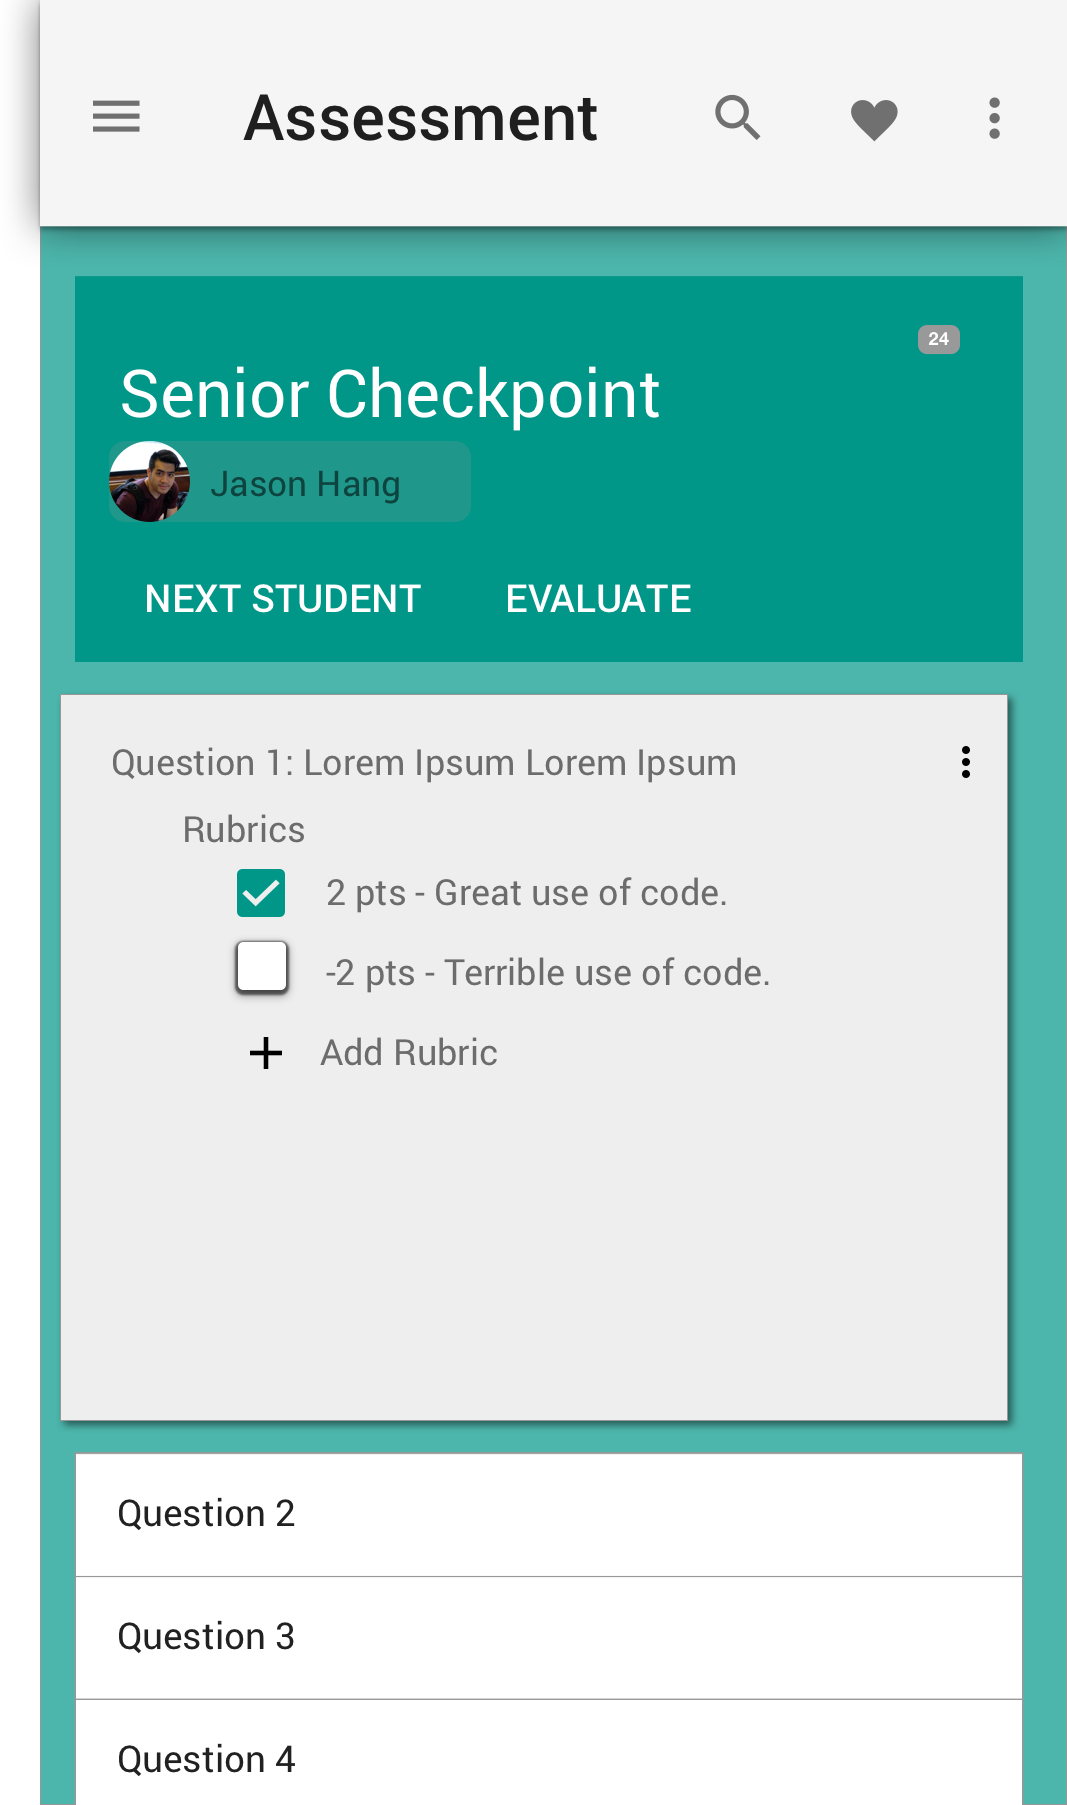 Assessment
24
Senior Checkpoint
Jason Hang
NEXT STUDENT EVALUATE
Question 1: Lorem Ipsum Lorem Ipsum
Rubrics
2 pts - Great use of code.
-2 pts - Terrible use of code.
Add Rubric
Question 2
Question 3
Question 4